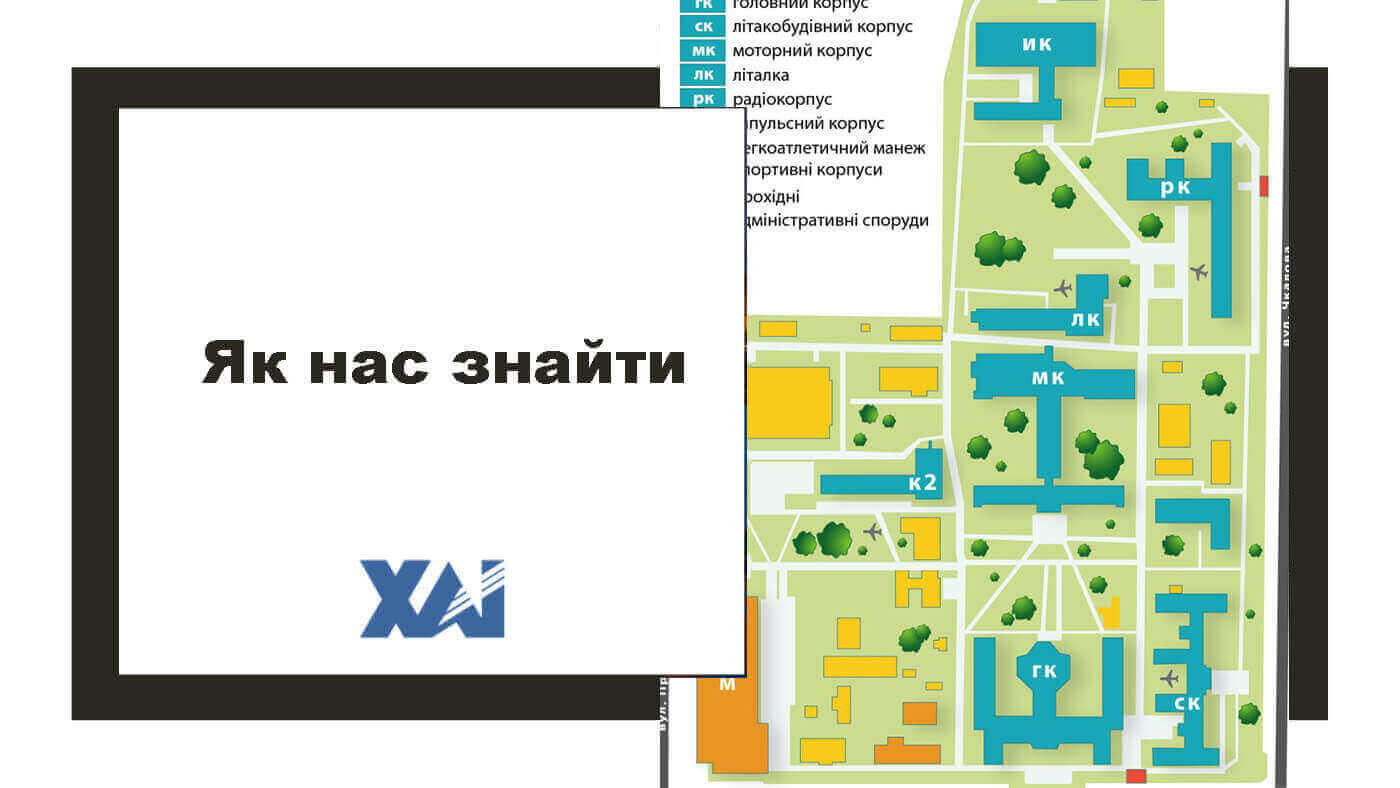 гк головний корпус
ск літакобудівний корпус
мк моторний корпус
лк літалка
рк радіокорпус
пульсний корпус
егкоатлетичний манеж
портивні корпуси
рохідні
дміністративні споруди
Як нас знайти
ХАІ
ик
рк
лк
мк
к2
гк
ск
м
вул. Чкалова
вул.